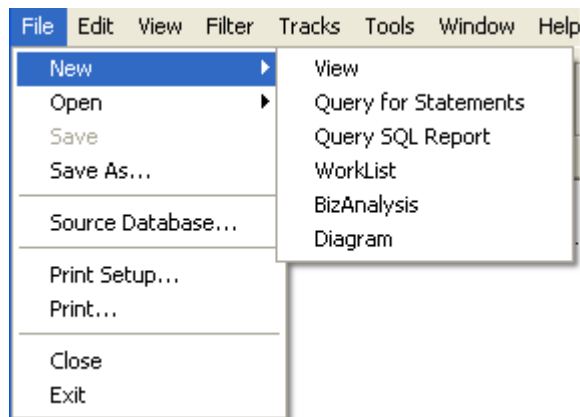 File Edit View Filter Tracks Tools Window Help
New
Open
Save
Save As...
Source Database...
Print Setup...
Print...
Close
Exit
View
Query for Statements
Query SQL Report
WorkList
BizAnalysis
Diagram